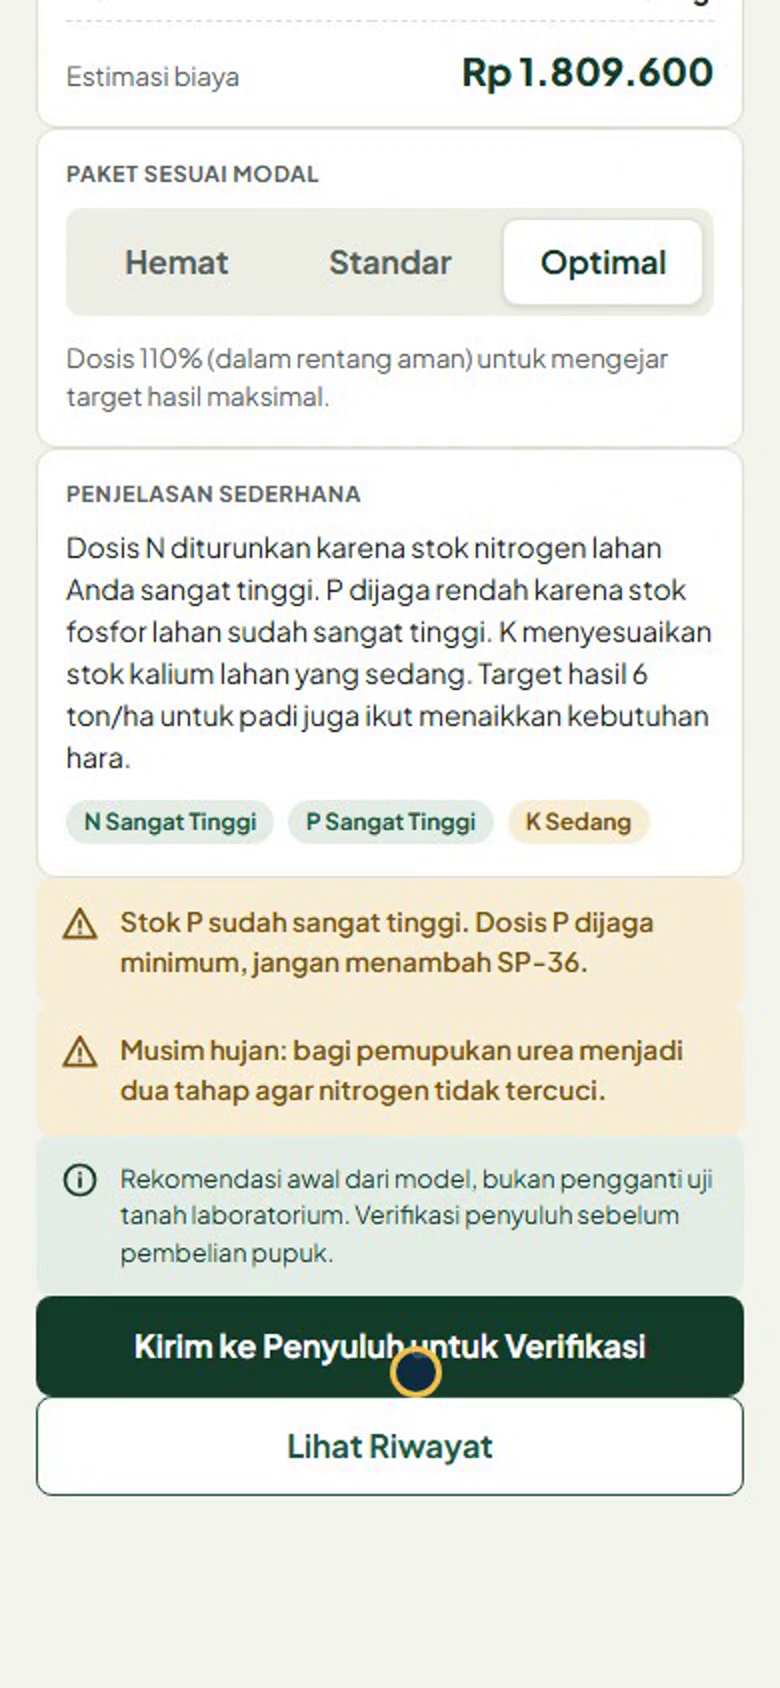 Estimasi biaya Rp 1.809.600
PAKET SESUAI MODAL
Hemat Standar Optimal
Dosis 110% (dalam rentang aman) untuk mengejar
target hasil maksimal.
PENJELASAN SEDERHANA
Dosis N diturunkan karena stok nitrogen lahan
Anda sangat tinggi. P dijaga rendah karena stok
fosfor lahan sudah sangat tinggi. K menyesuaikan
stok kalium lahan yang sedang. Target hasil 6
ton/ha untuk padi juga ikut menaikkan kebutuhan
hara.
N Sangat Tinggi P Sangat Tinggi K Sedang
Stok P sudah sangat tinggi. Dosis P dijaga
minimum, jangan menambah SP-36.
Musim hujan: bagi pemupukan urea menjadi
dua tahap agar nitrogen tidak tercuci.
Rekomendasi awal dari model, bukan pengganti uji
tanah laboratorium. Verifikasi penyuluh sebelum
pembelian pupuk.
Kirim ke Penyuluh untuk Verifikasi
Lihat Riwayat